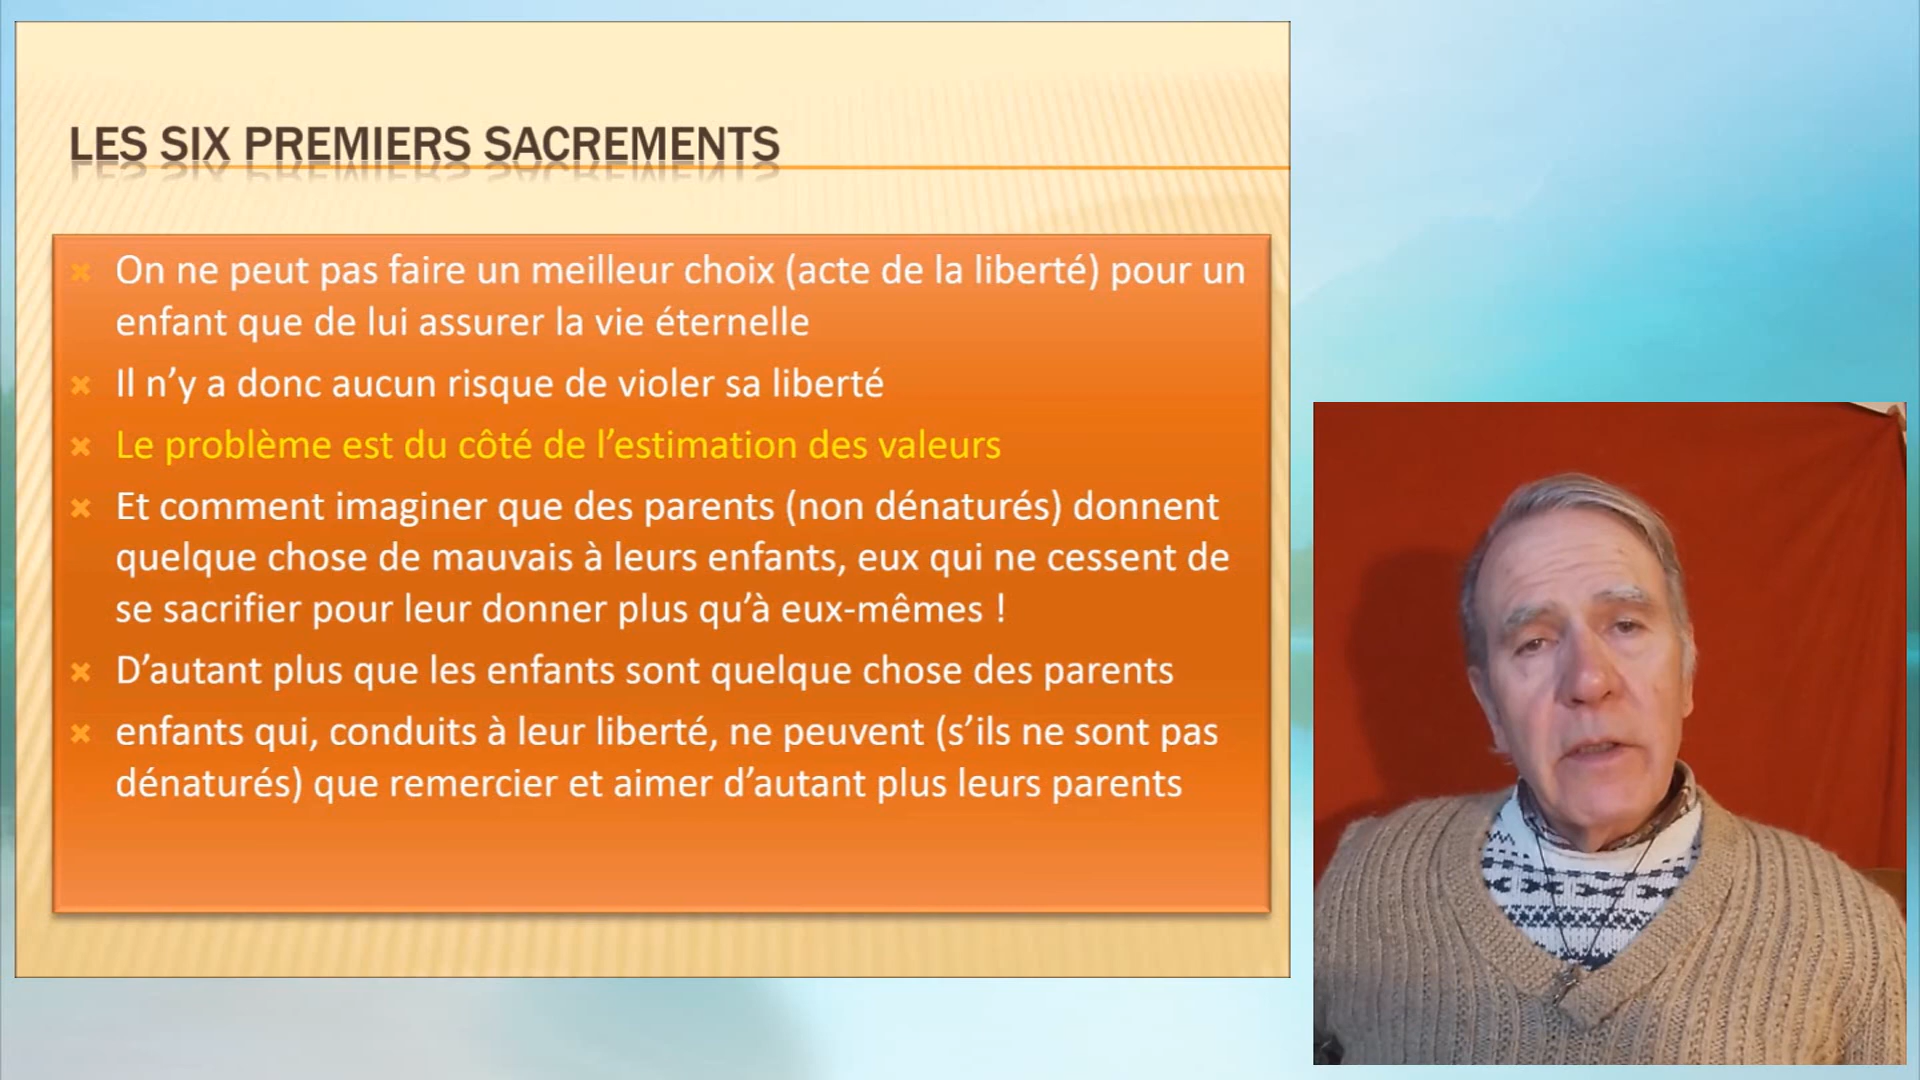 LES SIX PREMIERS SACREMENTS
On ne peut pas faire un meilleur choix (acte de la liberté) pour un
enfant que de lui assurer la vie éternelle
Il n’y a donc aucun risque de violer sa liberté
Le problème est du côté de l’estimation des valeurs
Et comment imaginer que des parents (non dénaturés) donnent
quelque chose de mauvais à leurs enfants, eux qui ne cessent de
se sacrifier pour leur donner plus qu’à eux-mêmes !
D’autant plus que les enfants sont quelque chose des parents
enfants qui, conduits à leur liberté, ne peuvent (s’ils ne sont pas
dénaturés) que remercier et aimer d’autant plus leurs parents